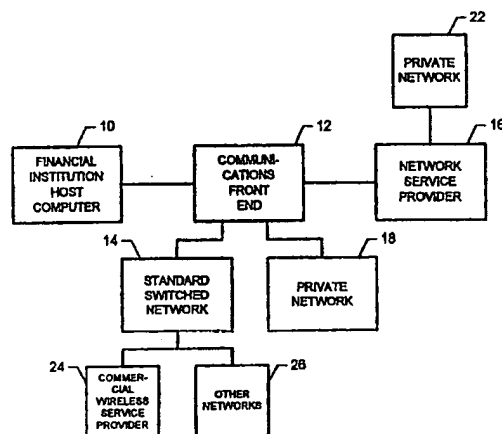 22
PRIVATE
NETWORK
10
12
16
FINANCIAL
INSTITUTION
HOST
COMPUTER
COMMUNI-
CATIONS
FRONT
END
NETWORK
SERVICE
PROVIDER
14
18
STANDARD
SWITCHED
NETWORK
PRIVATE
NETWORK
24
26
COMMER-
CIAL
WIRELESS
SERVICE
PROVIDER
OTHER
NETWORKS